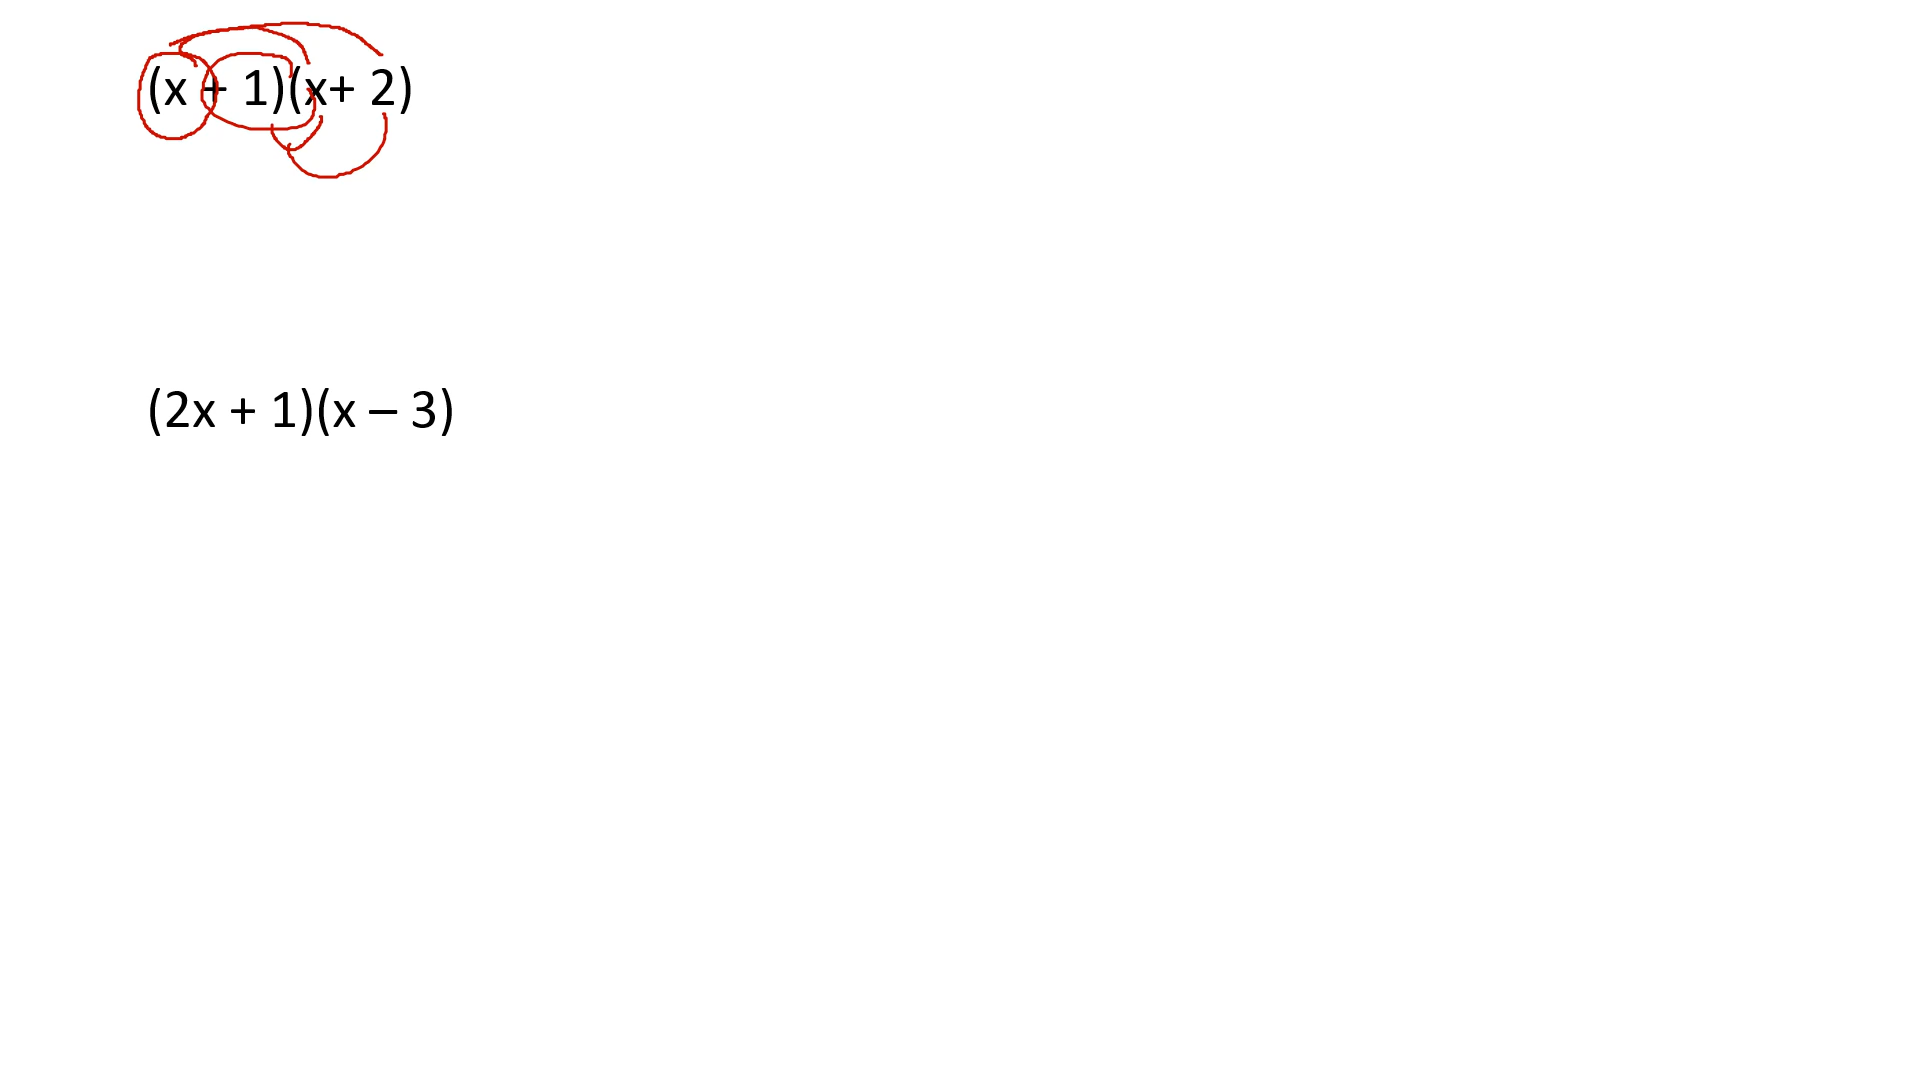 (x + 1)(x+ 2)
(2x + 1)(x – 3)